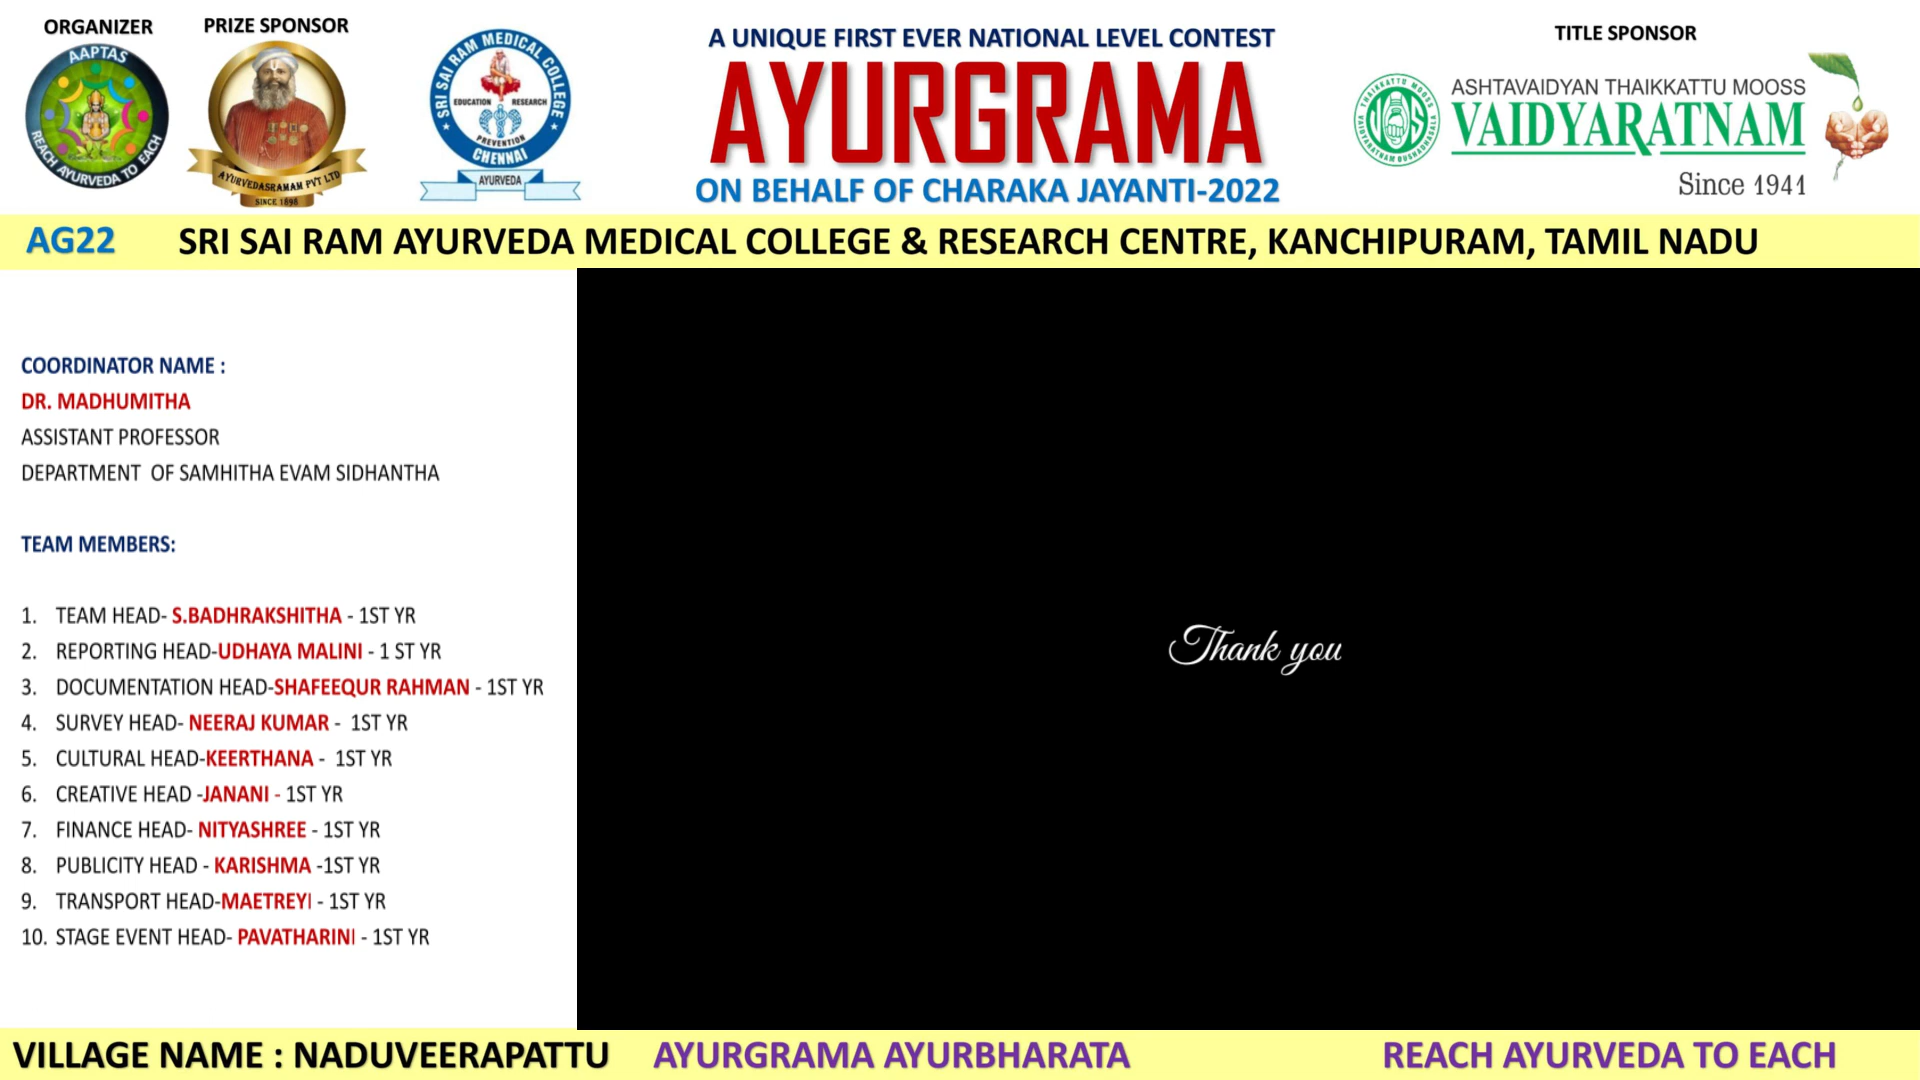 ORGANIZER
AAPTAS
REACH AYURVEDA TO EACH
PRIZE SPONSOR
AYURVEDASRAMAM PVT LTD
SINCE 1898
SRI SAI RAM MEDICAL COLLEGE
EDUCATION RESEARCH
PREVENTION
CHENNAI
AYURVEDA
A UNIQUE FIRST EVER NATIONAL LEVEL CONTEST
AYURGRAMA
ON BEHALF OF CHARAKA JAYANTI-2022
TITLE SPONSOR
THAIKKATTU MOOSS
VAIDYARATNAM OUSHADHASALA
ASHTAVAIDYAN THAIKKATTU MOOSS
VAIDYARATNAM
Since 1941
AG22 SRI SAI RAM AYURVEDA MEDICAL COLLEGE & RESEARCH CENTRE, KANCHIPURAM, TAMIL NADU
COORDINATOR NAME :
DR. MADHUMITHA
ASSISTANT PROFESSOR
DEPARTMENT OF SAMHITHA EVAM SIDHANTHA
TEAM MEMBERS:
1. TEAM HEAD- S.BADHRAKSHITHA - 1ST YR
2. REPORTING HEAD-UDHAYA MALINI - 1 ST YR
3. DOCUMENTATION HEAD-SHAFEEQUR RAHMAN - 1ST YR
4. SURVEY HEAD- NEERAJ KUMAR - 1ST YR
5. CULTURAL HEAD-KEERTHANA - 1ST YR
6. CREATIVE HEAD -JANANI - 1ST YR
7. FINANCE HEAD- NITYASHREE - 1ST YR
8. PUBLICITY HEAD - KARISHMA -1ST YR
9. TRANSPORT HEAD-MAETREYI - 1ST YR
10. STAGE EVENT HEAD- PAVATHARINI - 1ST YR
Thank you
VILLAGE NAME : NADUVEERAPATTU AYURGRAMA AYURBHARATA REACH AYURVEDA TO EACH